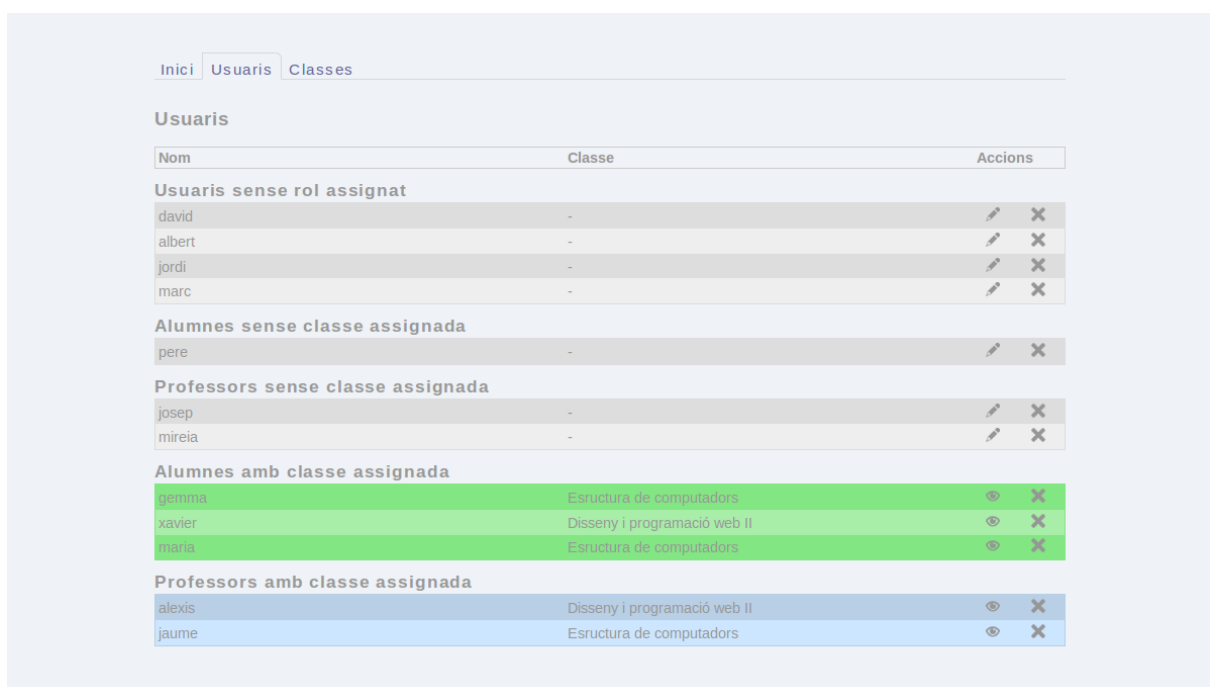 Inici Usuaris Classes
Usuaris
Nom Classe Accions
Usuaris sense rol assignat
david -
albert -
jordi -
marc -
Alumnes sense classe assignada
pere -
Professors sense classe assignada
josep -
mireia -
Alumnes amb classe assignada
gemma Esructura de computadors
xavier Disseny i programació web II
maria Esructura de computadors
Professors amb classe assignada
alexis Disseny i programació web II
jaume Esructura de computadors